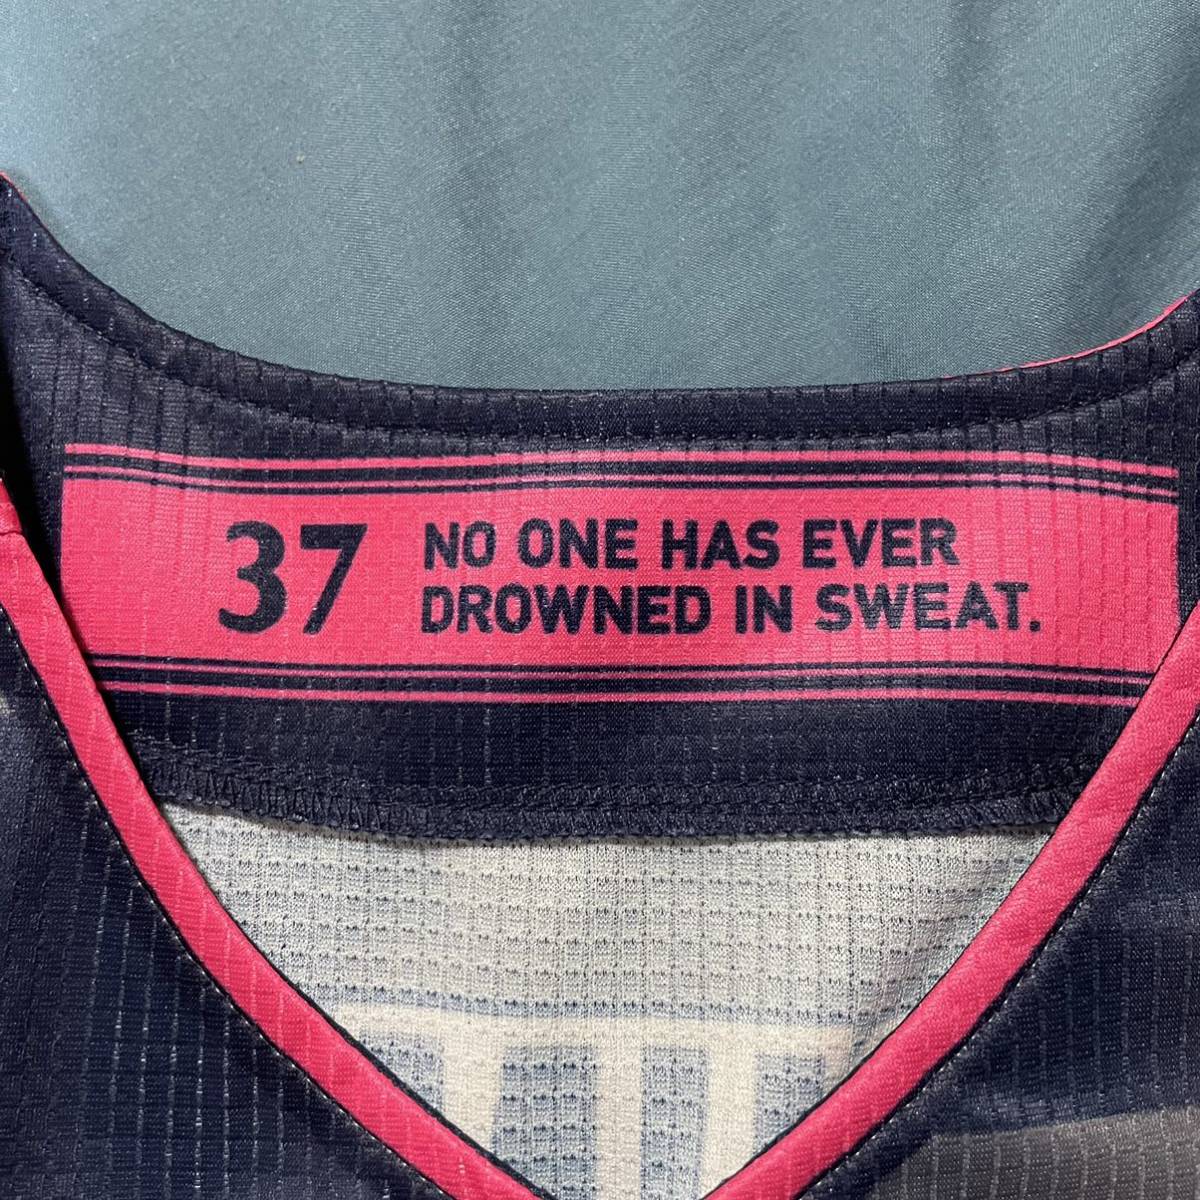 37 NO ONE HAS EVER
DROWNED IN SWEAT.